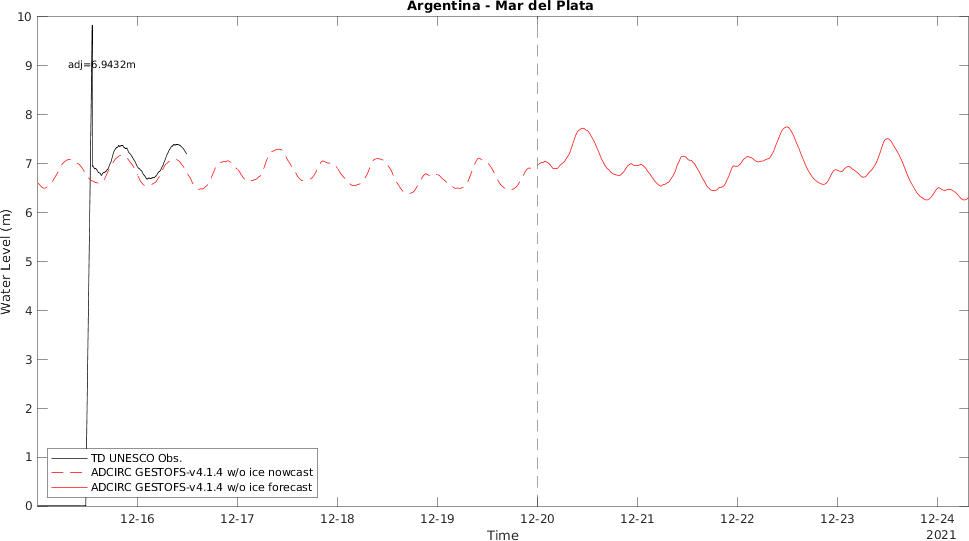 Argentina - Mar del Plata
10
9
8
7
6
5
4
3
2
1
0
Water Level (m)
adj=6.9432m
TD UNESCO Obs.
ADCIRC GESTOFS-v4.1.4 w/o ice nowcast
ADCIRC GESTOFS-v4.1.4 w/o ice forecast
12-16 12-17 12-18 12-19 12-20 12-21 12-22 12-23 12-24
Time
2021